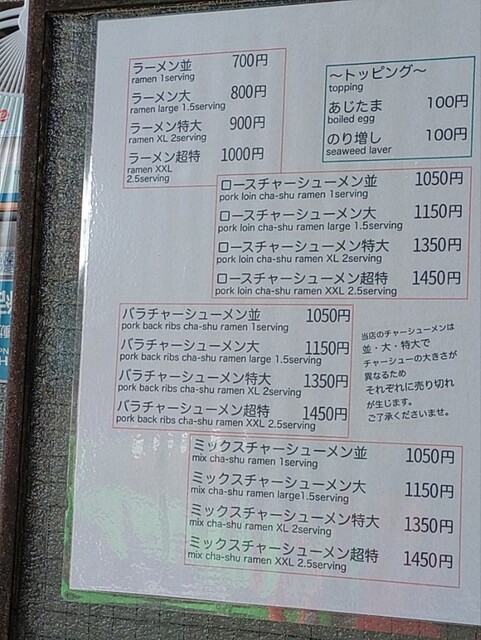 ラーメン並 700円
ramen 1serving
ラーメン大 800円
ramen large 1.5serving
ラーメン特大 900円
ramen XL 2serving
ラーメン超特 1000円
ramen XXL
2.5serving
〜トッピング〜
topping
あじたま 100円
boiled egg
のり増し 100円
seaweed laver
ロースチャーシューメン並 1050円
pork loin cha-shu ramen 1serving
ロースチャーシューメン大 1150円
pork loin cha-shu ramen large 1.5serving
ロースチャーシューメン特大 1350円
pork loin cha-shu ramen XL 2serving
ロースチャーシューメン超特 1450円
pork loin cha-shu ramen XXL 2.5serving
バラチャーシューメン並 1050円
pork back ribs cha-shu ramen 1serving
バラチャーシューメン大 1150円
pork back ribs cha-shu ramen large 1.5serving
バラチャーシューメン特大 1350円
pork back ribs cha-shu ramen XL 2serving
バラチャーシューメン超特 1450円
pork back ribs cha-shu ramen XXL 2.5serving
当店のチャーシューメンは
並・大・特大で
チャーシューの大きさが
異なるため
それぞれに売り切れ
が生じます。
ご了承くださいませ。
ミックスチャーシューメン並 1050円
mix cha-shu ramen 1serving
ミックスチャーシューメン大 1150円
mix cha-shu ramen large1.5serving
ミックスチャーシューメン特大 1350円
mix cha-shu ramen XL 2serving
ミックスチャーシューメン超特 1450円
mix cha-shu ramen XXL 2.5serving